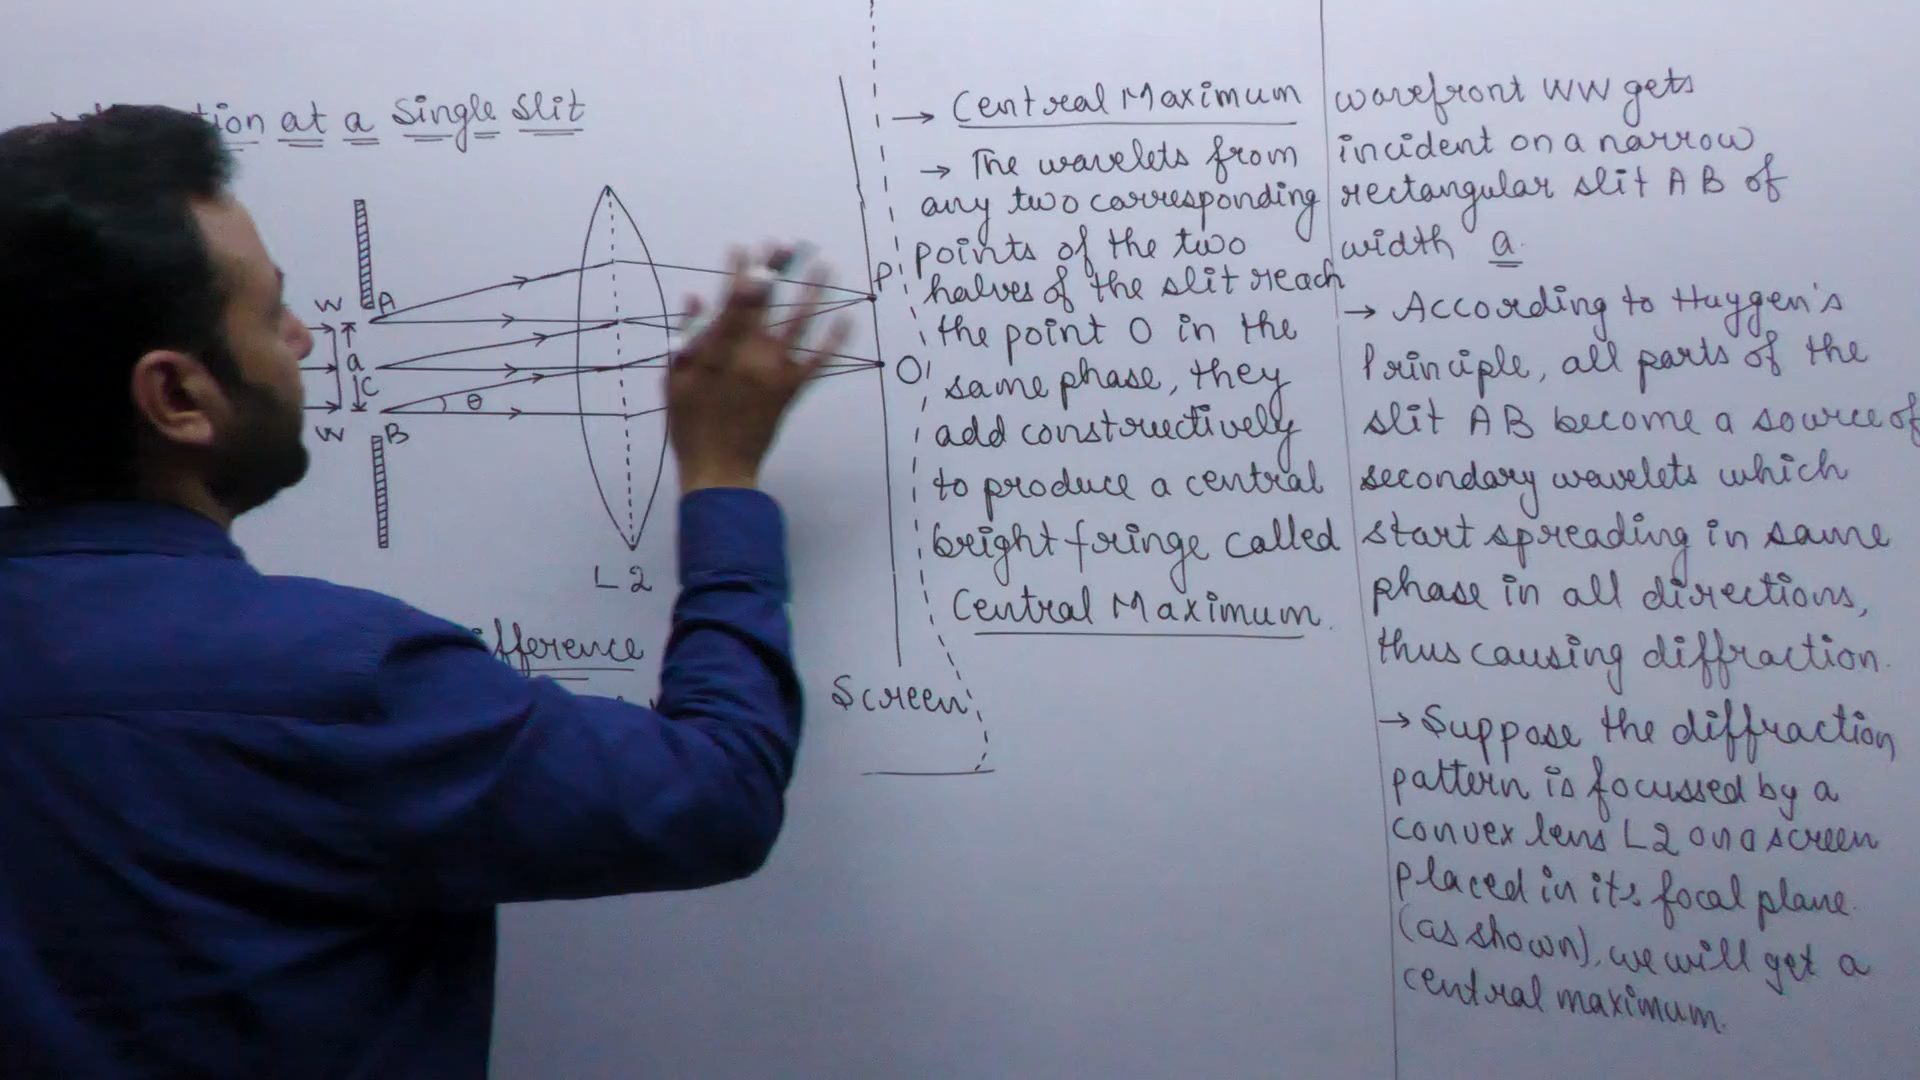 at a Single Slit
W
A
a
C
θ
W
B
L2
P
O
Screen
→ Central Maximum
→ The wavelets from
any two corresponding
points of the two
halves of the slit reach
the point O in the
same phase, they
add constructively
to produce a central
bright fringe called
Central Maximum.
wavefront WW gets
incident on a narrow
rectangular slit AB of
width a.
→ According to Huygen's
Principle, all parts of the
slit AB become a source of
secondary wavelets which
start spreading in same
phase in all directions,
thus causing diffraction.
→ Suppose the diffraction
pattern is focussed by a
convex lens L2 on a screen
placed in its focal plane.
(as shown), we will get a
central maximum.